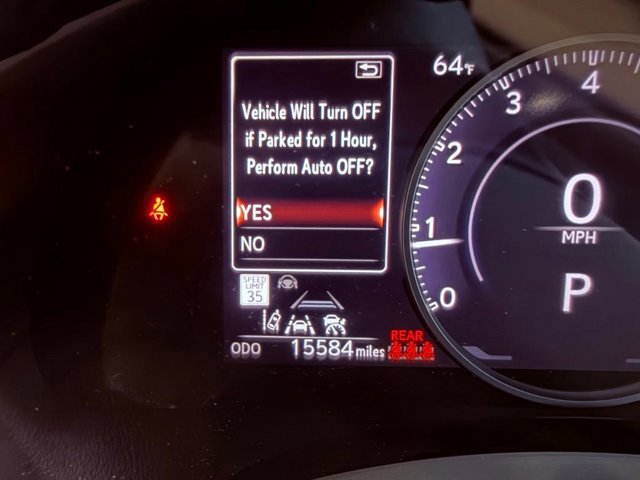 64°F
Vehicle Will Turn OFF
if Parked for 1 Hour,
Perform Auto OFF?
YES
NO
SPEED
LIMIT
35
ODO 15584 miles
REAR
4
3
2
1
0
0
MPH
P